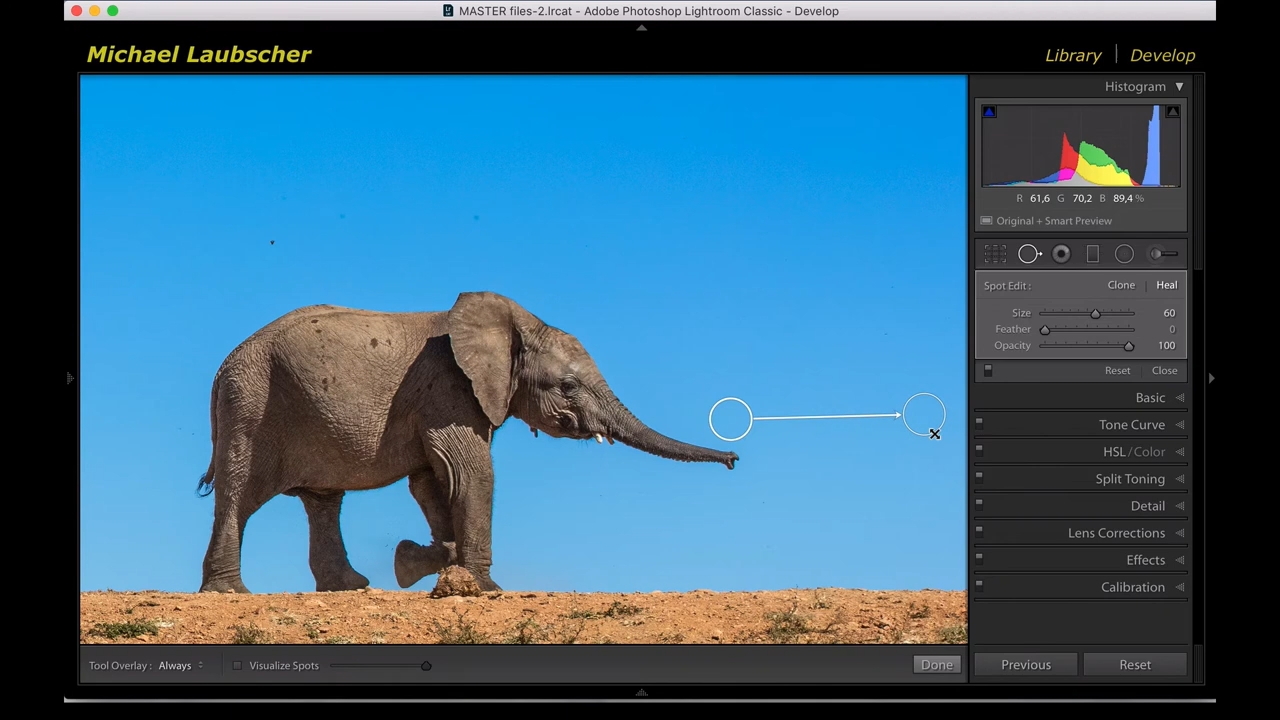 MASTER files-2.lrcat - Adobe Photoshop Lightroom Classic - Develop
Michael Laubscher
Library | Develop
Histogram
R 61,6 G 70,2 B 89,4 %
Original + Smart Preview
Spot Edit : Clone Heal
Size 60
Feather 0
Opacity 100
Reset Close
Basic
Tone Curve
HSL / Color
Split Toning
Detail
Lens Corrections
Effects
Calibration
Tool Overlay : Always Visualize Spots Done
Previous Reset